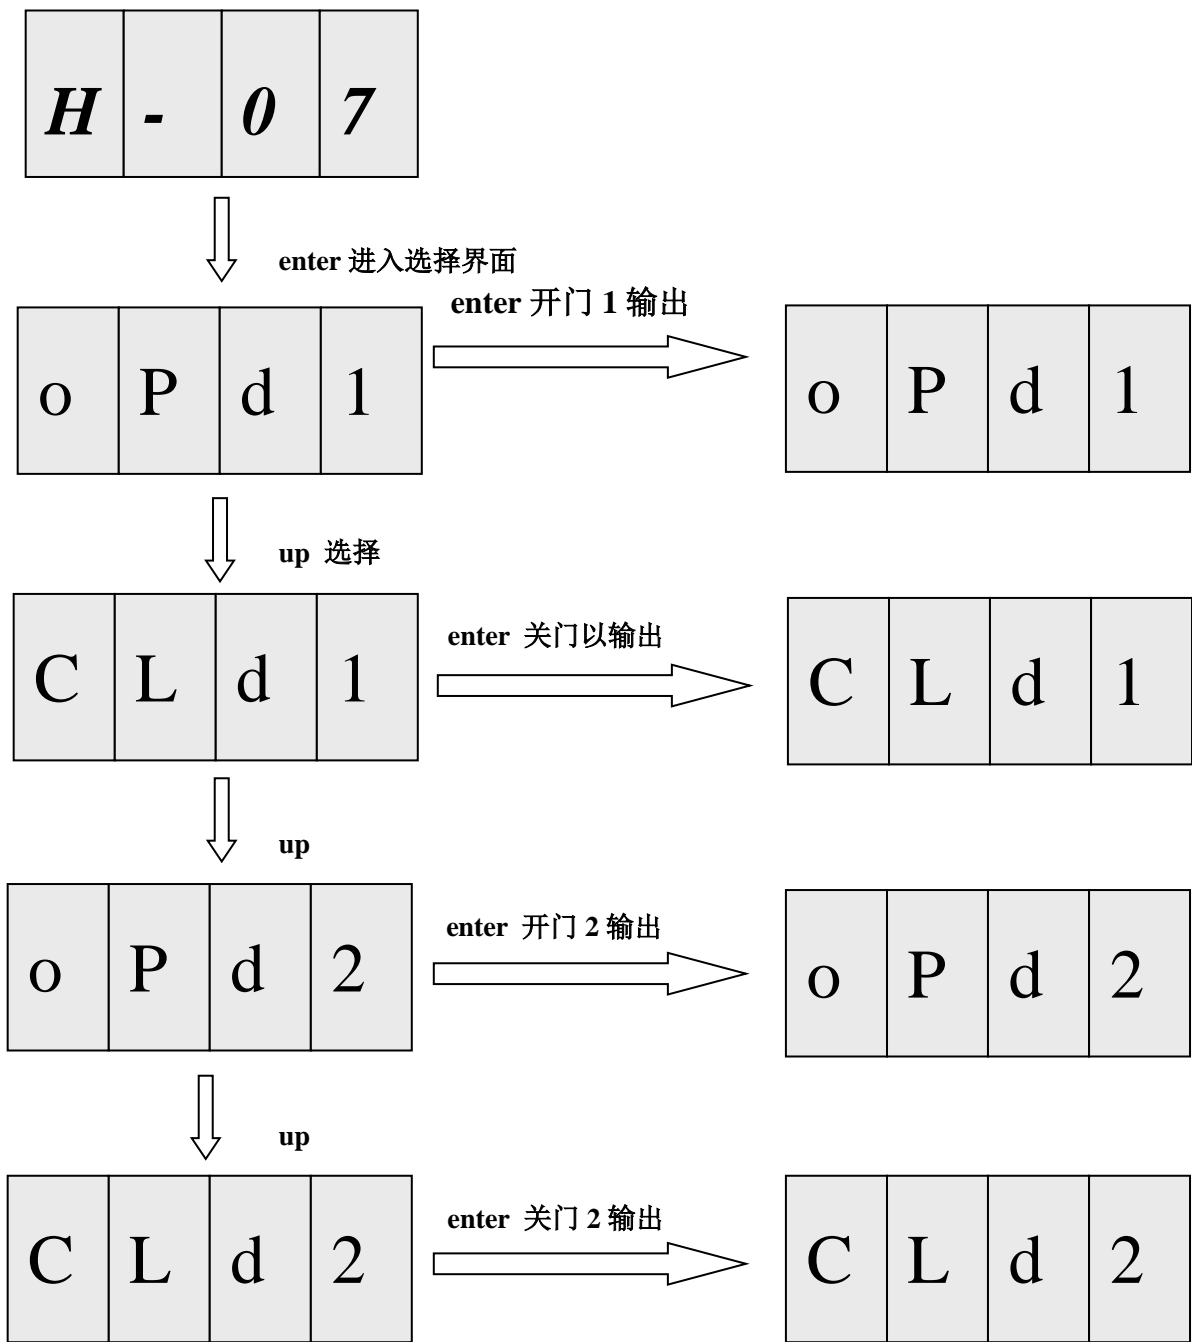 H - 0 7
enter 进入选择界面
enter 开门 1 输出
o P d 1
o P d 1
up 选择
enter 关门以输出
C L d 1
C L d 1
up
enter 开门 2 输出
o P d 2
o P d 2
up
enter 关门 2 输出
C L d 2
C L d 2